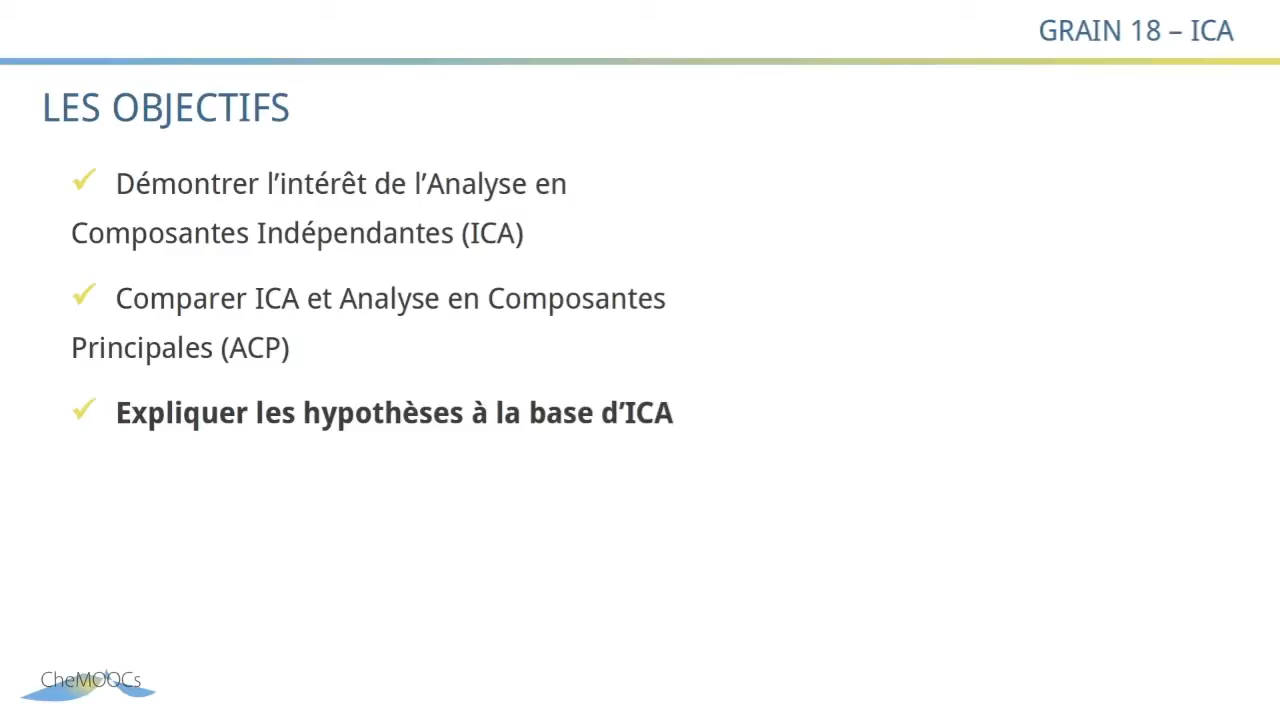 GRAIN 18 – ICA
LES OBJECTIFS
✓ Démontrer l’intérêt de l’Analyse en
Composantes Indépendantes (ICA)
✓ Comparer ICA et Analyse en Composantes
Principales (ACP)
✓ Expliquer les hypothèses à la base d’ICA
CheMOOCs